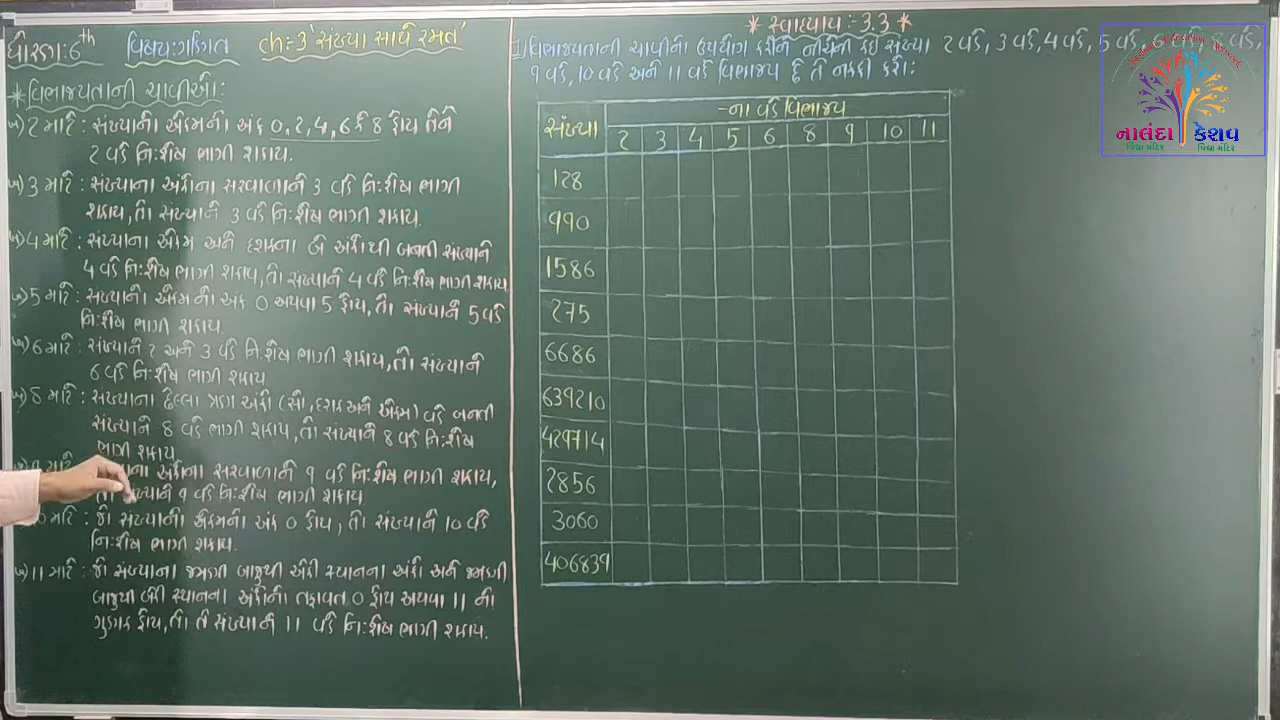 ધોરણ:6th વિષય:ગણિત ch:-3 'સંખ્યા સાથે રમત'
* વિભાજ્યતાની ચાવીઓ:
2 માટે : સંખ્યાનો એકમનો અંક 0,2,4,6 કે 8 હોય તેને
2 વડે નિ:શેષ ભાગી શકાય.
3 માટે : સંખ્યાના અંકોના સરવાળાને 3 વડે નિ:શેષ ભાગી
શકાય, તો સંખ્યાને 3 વડે નિ:શેષ ભાગી શકાય.
4 માટે : સંખ્યાના એકમ અને દશકના બે અંકોથી બનતી સંખ્યાને
4 વડે નિ:શેષ ભાગી શકાય, તો સંખ્યાને 4 વડે નિ:શેષ ભાગી શકાય
5 માટે : સંખ્યાનો એકમનો અંક 0 અથવા 5 હોય, તો સંખ્યાને 5 વડે
નિ:શેષ ભાગી શકાય.
6 માટે : સંખ્યાને 2 અને 3 વડે નિ:શેષ ભાગી શકાય, તો સંખ્યાને
6 વડે નિ:શેષ ભાગી શકાય
8 માટે : સંખ્યાના છેલ્લા ત્રણ અંકો (સો, દશક અને એકમ) વડે બનતી
સંખ્યાને 8 વડે ભાગી શકાય, તો સંખ્યાને 8 વડે નિ:શેષ
ભાગી શકાય.
અંકોના સરવાળાને 9 વડે નિ:શેષ ભાગી શકાય,
તો સંખ્યાને 9 વડે નિ:શેષ ભાગી શકાય
માટે : જો સંખ્યાનો એકમનો અંક 0 હોય, તો સંખ્યાને 10 વડે
નિ:શેષ ભાગી શકાય.
11 માટે : જો સંખ્યાના જમણી બાજુથી એકી સ્થાનના અંકો અને જમણી
બાજુથી બેકી સ્થાનના અંકોનો તફાવત 0 હોય અથવા 11 નો
ગુણક હોય, તો તે સંખ્યાને 11 વડે નિ:શેષ ભાગી શકાય.
* સ્વાધ્યાય :- 3.3 *
1) વિભાજ્યતાની ચાવીનો ઉપયોગ કરીને નીચેની કઈ સંખ્યા 2 વડે, 3 વડે, 4 વડે, 5 વડે, 6 વડે, 8 વડે,
9 વડે, 10 વડે અને 11 વડે વિભાજ્ય છે તે નક્કી કરો:
સંખ્યા -ના વડે વિભાજ્ય
2 3 4 5 6 8 9 10 11
128
990
1586
275
6686
639210
429714
2856
3060
406839
નાલંદા કેશવ
વિદ્યા મંદિર વિદ્યા મંદિર